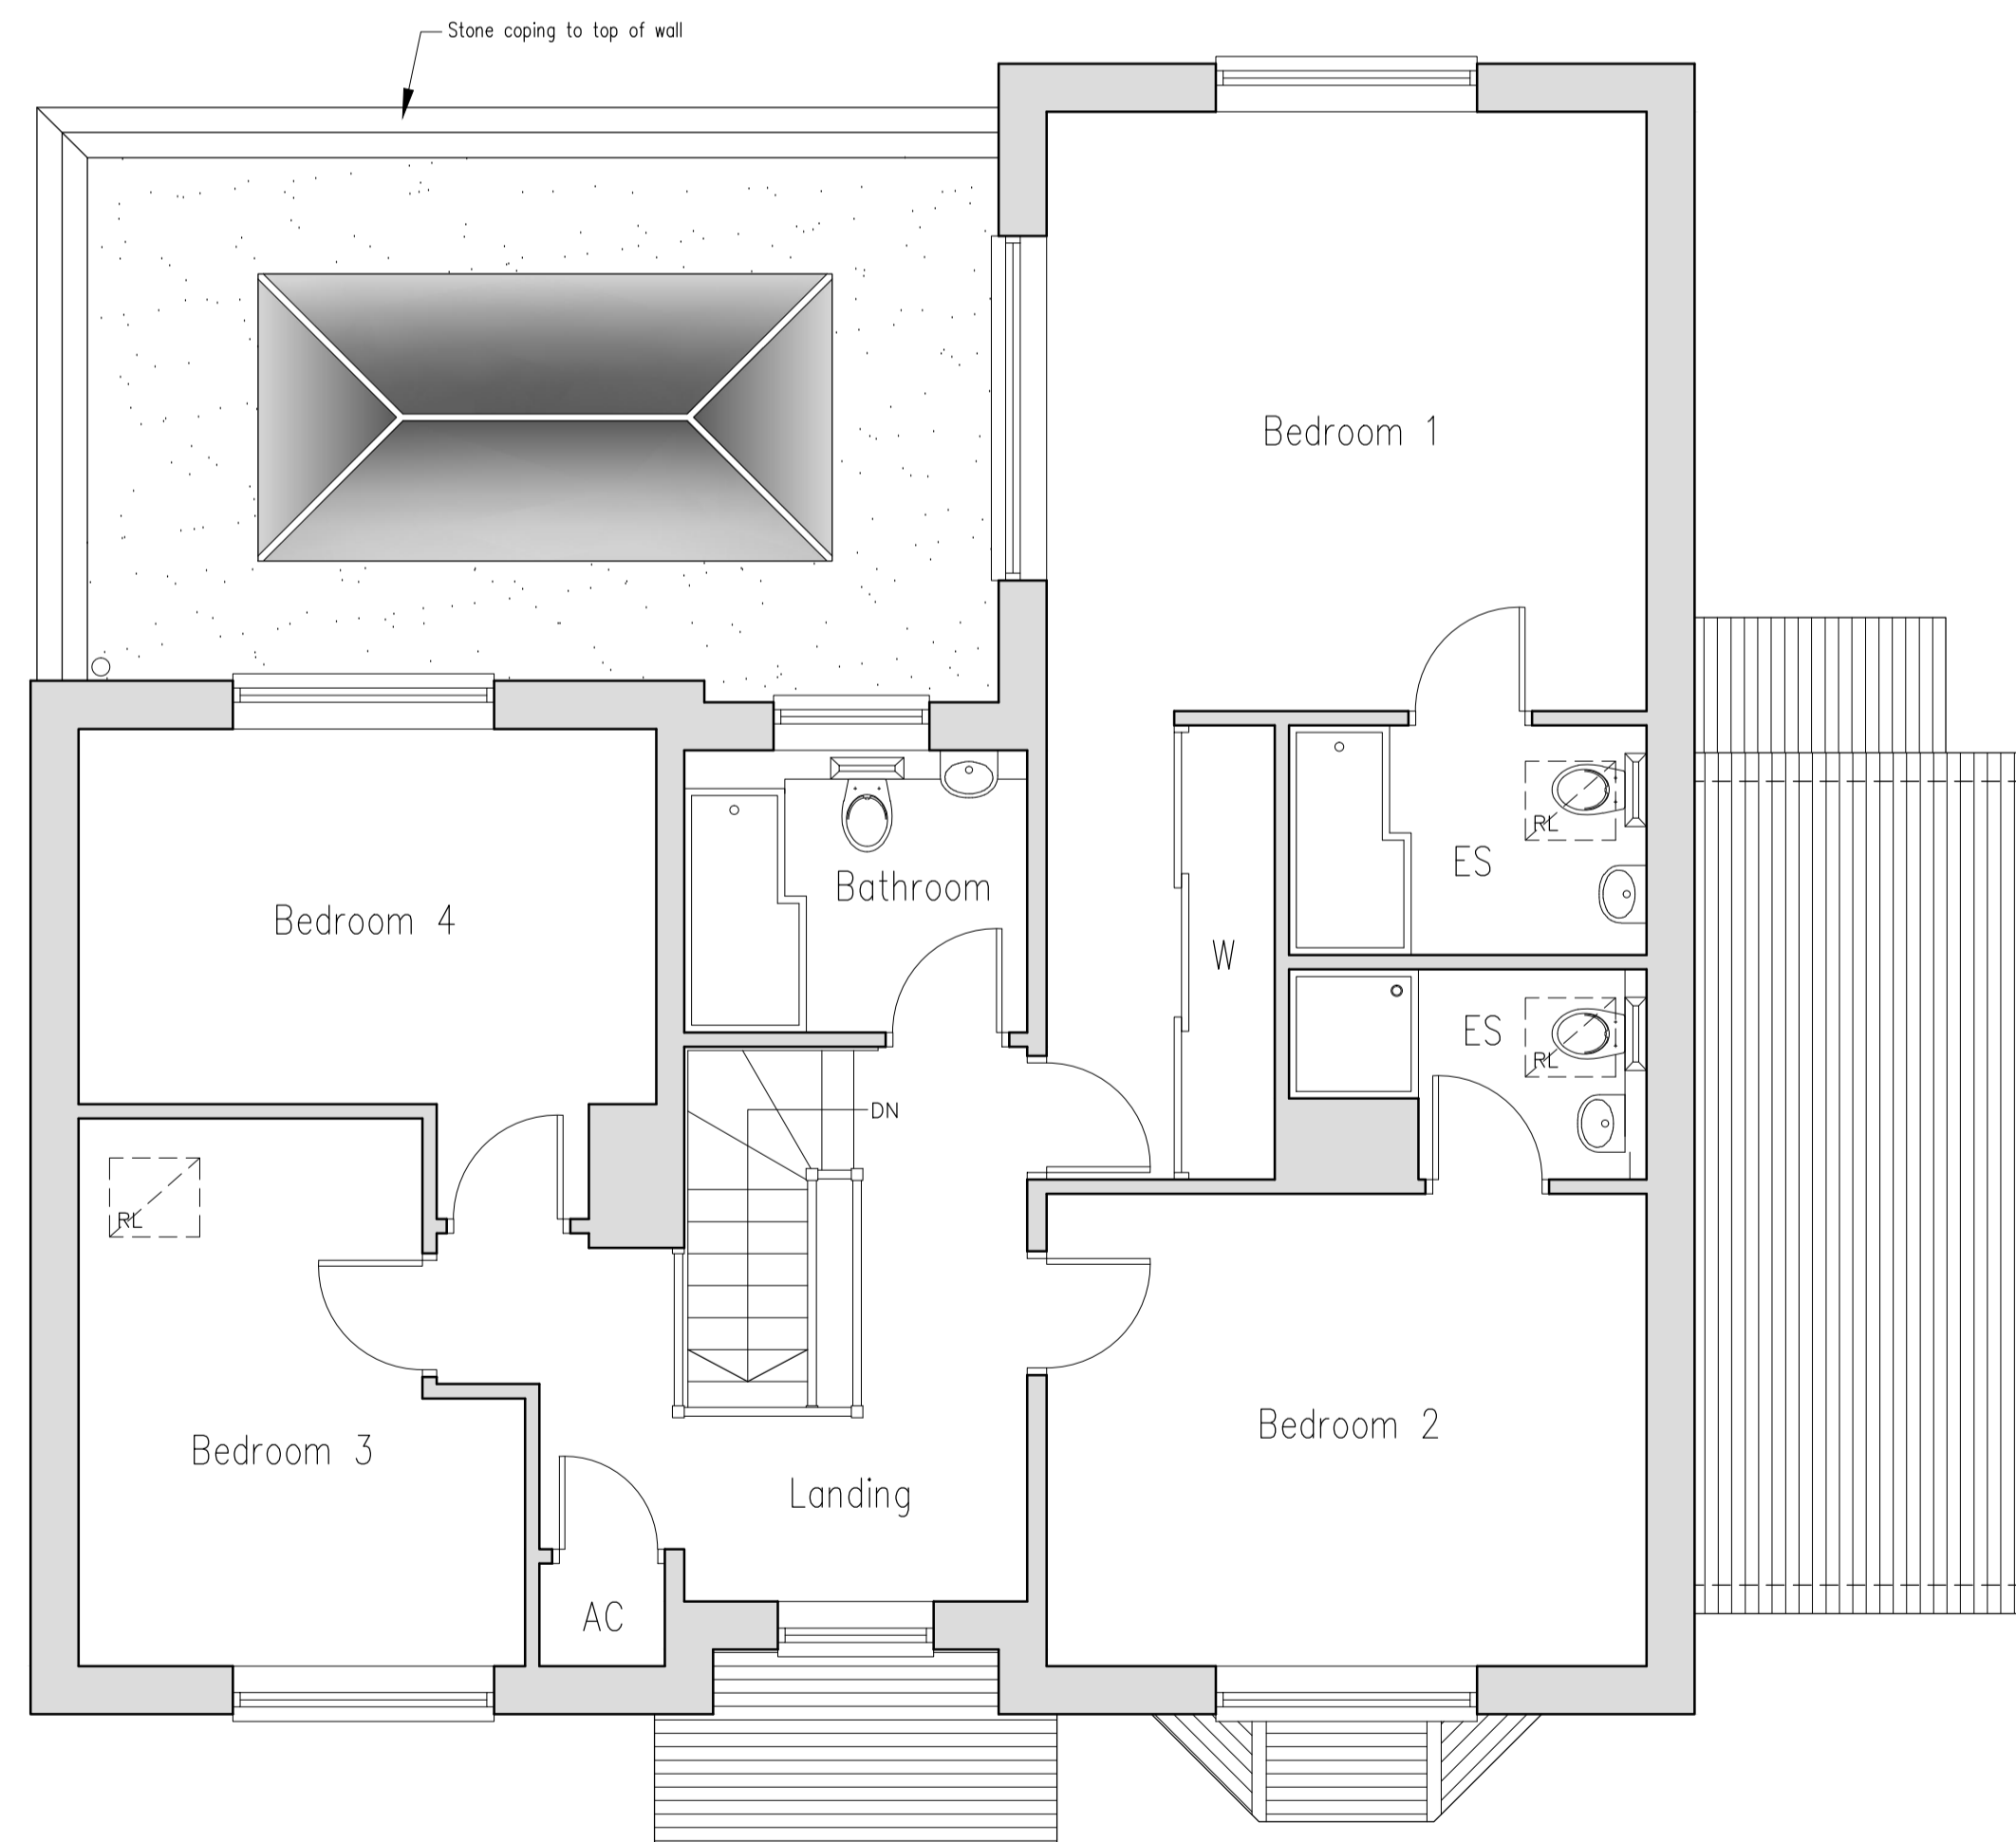 Stone coping to top of wall
Bedroom 1
RL
ES
Bathroom
Bedroom 4
W
ES
RL
DN
RL
Bedroom 2
Bedroom 3
Landing
AC